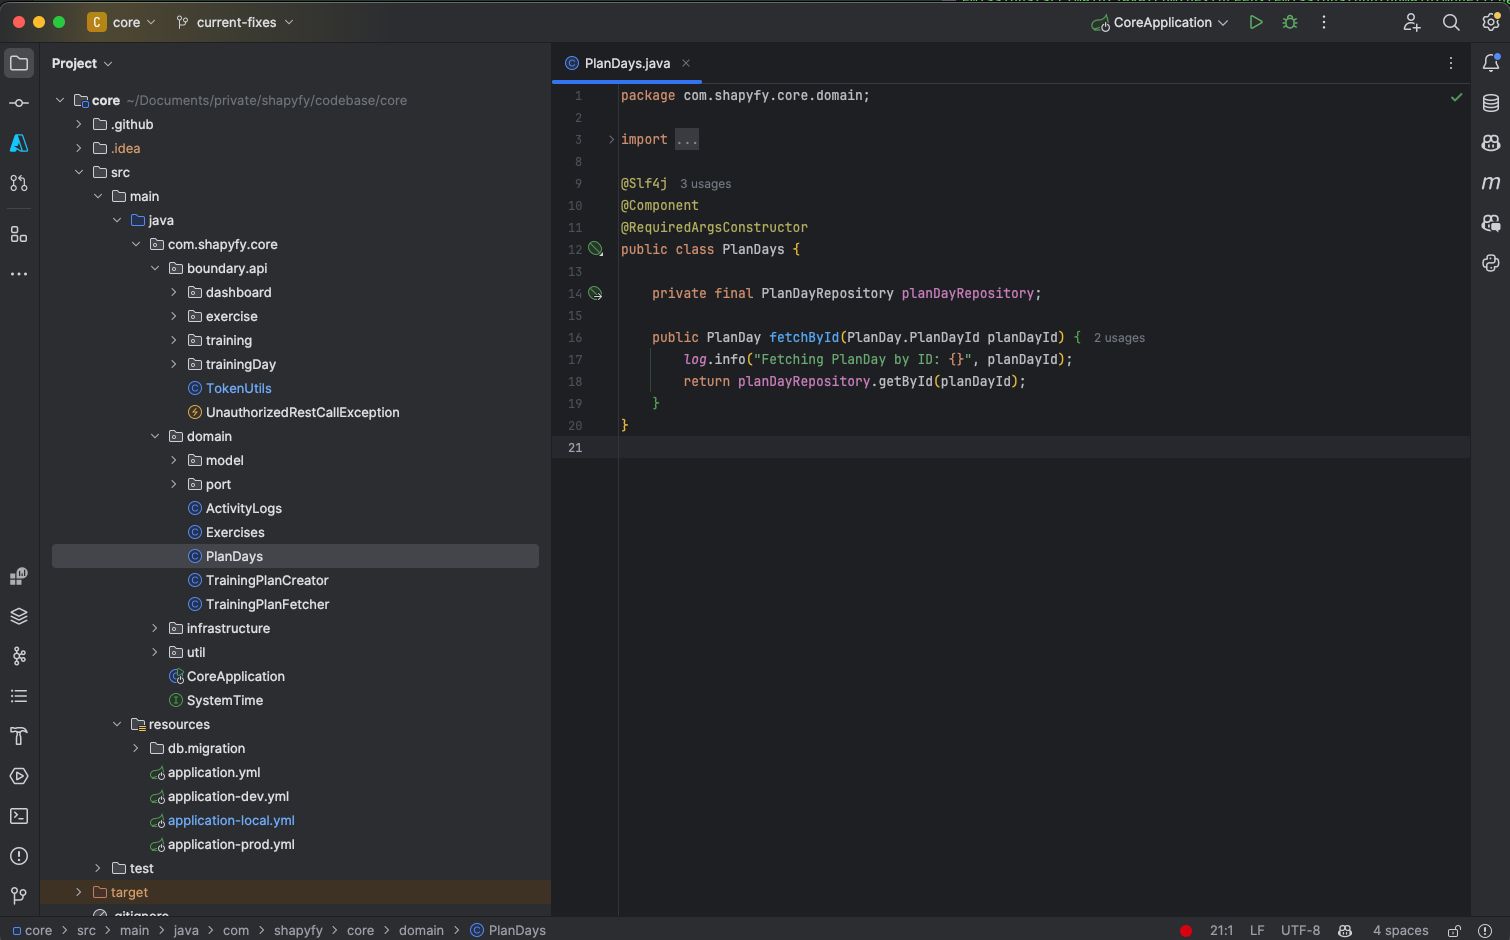 C core current-fixes CoreApplication
Project
core ~/Documents/private/shapyfy/codebase/core
.github
.idea
src
main
java
com.shapyfy.core
boundary.api
dashboard
exercise
training
trainingDay
TokenUtils
UnauthorizedRestCallException
domain
model
port
ActivityLogs
Exercises
PlanDays
TrainingPlanCreator
TrainingPlanFetcher
infrastructure
util
CoreApplication
SystemTime
resources
db.migration
application.yml
application-dev.yml
application-local.yml
application-prod.yml
test
target
.gitignore
PlanDays.java
1 package com.shapyfy.core.domain;
2
3 import ...
8
9 @Slf4j 3 usages
10 @Component
11 @RequiredArgsConstructor
12 public class PlanDays {
13
14 private final PlanDayRepository planDayRepository;
15
16 public PlanDay fetchById(PlanDay.PlanDayId planDayId) { 2 usages
17 log.info("Fetching PlanDay by ID: {}", planDayId);
18 return planDayRepository.getById(planDayId);
19 }
20 }
21
core > src > main > java > com > shapyfy > core > domain > PlanDays 21:1 LF UTF-8 4 spaces